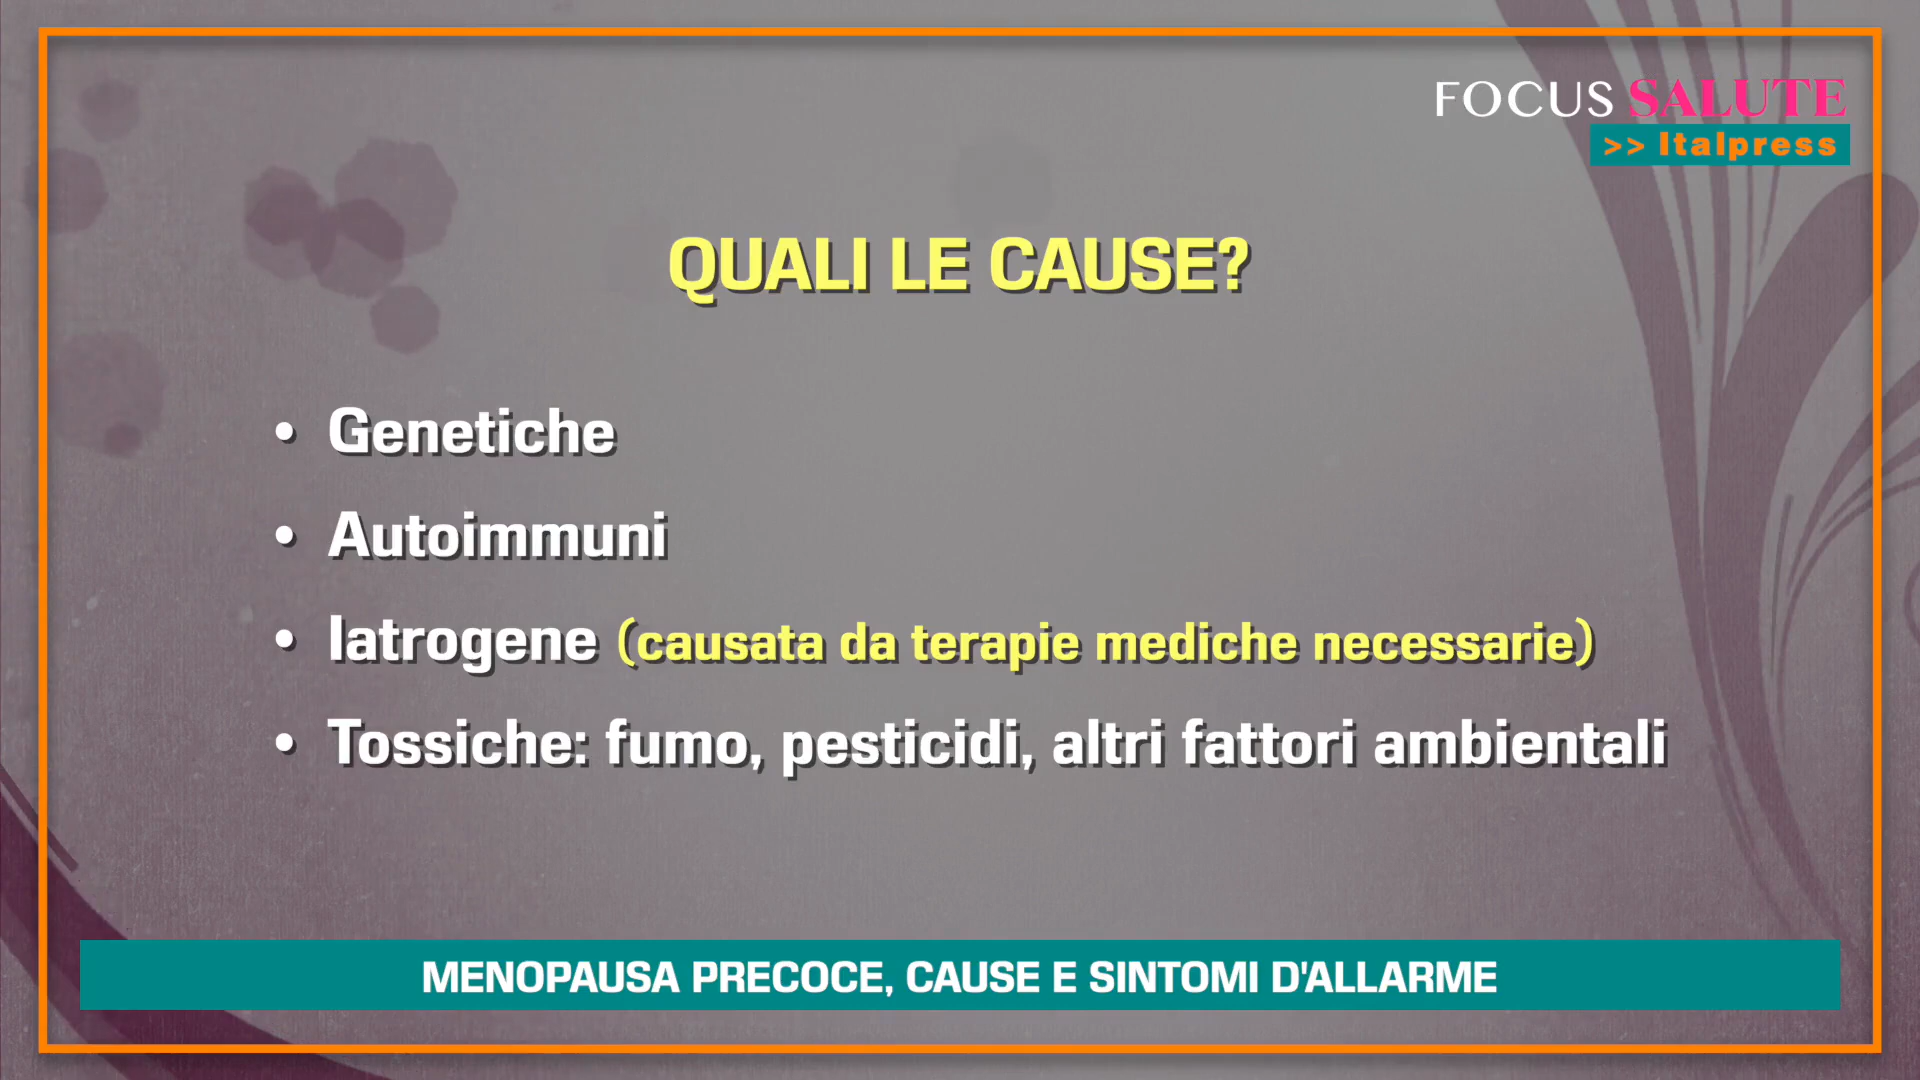 FOCUS SALUTE
>> Italpress
QUALI LE CAUSE?
• Genetiche
• Autoimmuni
• Iatrogene (causata da terapie mediche necessarie)
• Tossiche: fumo, pesticidi, altri fattori ambientali
MENOPAUSA PRECOCE, CAUSE E SINTOMI D'ALLARME